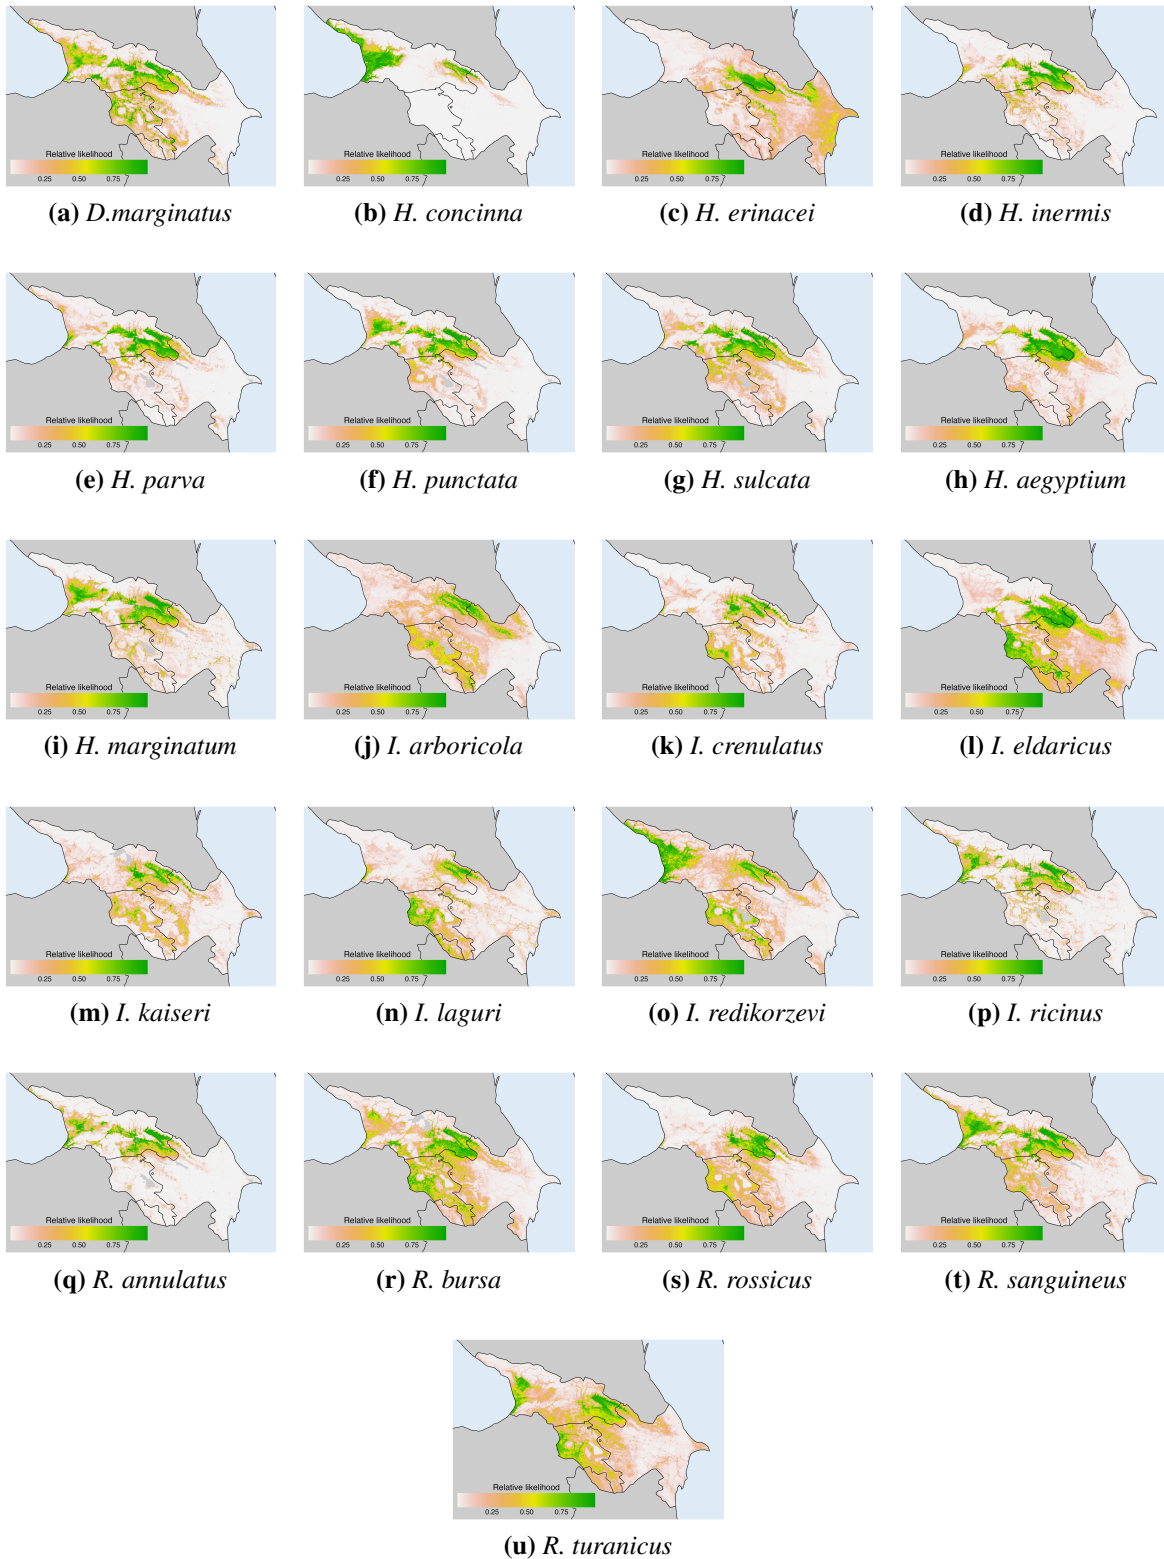 Relative likelihood Relative likelihood Relative likelihood Relative likelihood
0.25 0.50 0.75 0.25 0.50 0.75 0.25 0.50 0.75 0.25 0.50 0.75
(a) D.marginatus (b) H. concinna (c) H. erinacei (d) H. inermis
Relative likelihood Relative likelihood Relative likelihood Relative likelihood
0.25 0.50 0.75 0.25 0.50 0.75 0.25 0.50 0.75 0.25 0.50 0.75
(e) H. parva (f) H. punctata (g) H. sulcata (h) H. aegyptium
Relative likelihood Relative likelihood Relative likelihood Relative likelihood
0.25 0.50 0.75 0.25 0.50 0.75 0.25 0.50 0.75 0.25 0.50 0.75
(i) H. marginatum (j) I. arboricola (k) I. crenulatus (l) I. eldaricus
Relative likelihood Relative likelihood Relative likelihood Relative likelihood
0.25 0.50 0.75 0.25 0.50 0.75 0.25 0.50 0.75 0.25 0.50 0.75
(m) I. kaiseri (n) I. laguri (o) I. redikorzevi (p) I. ricinus
Relative likelihood Relative likelihood Relative likelihood Relative likelihood
0.25 0.50 0.75 0.25 0.50 0.75 0.25 0.50 0.75 0.25 0.50 0.75
(q) R. annulatus (r) R. bursa (s) R. rossicus (t) R. sanguineus
Relative likelihood
0.25 0.50 0.75
(u) R. turanicus